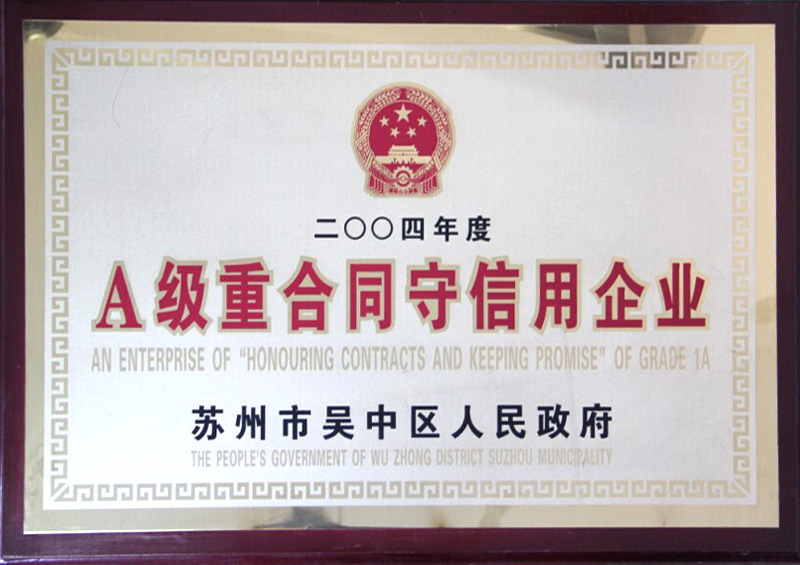 二〇〇四年度
A级重合同守信用企业
AN ENTERPRISE OF "HONOURING CONTRACTS AND KEEPING PROMISE" OF GRADE 1A
苏州市吴中区人民政府
THE PEOPLE'S GOVERNMENT OF WU ZHONG DISTRICT SUZHOU MUNICIPALITY